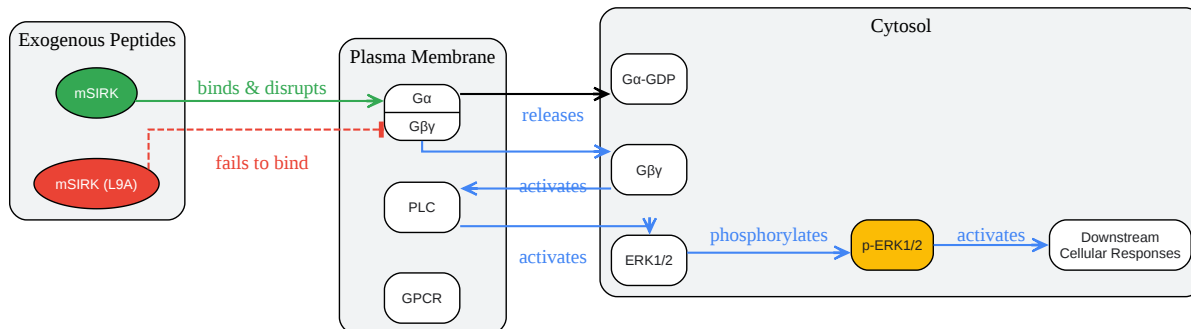 Exogenous Peptides
Plasma Membrane
Cytosol
mSIRK
binds & disrupts
Gα
Gβγ
Gα-GDP
releases
fails to bind
mSIRK (L9A)
Gβγ
activates
PLC
phosphorylates
activates
p-ERK1/2
Downstream
Cellular Responses
activates
ERK1/2
GPCR